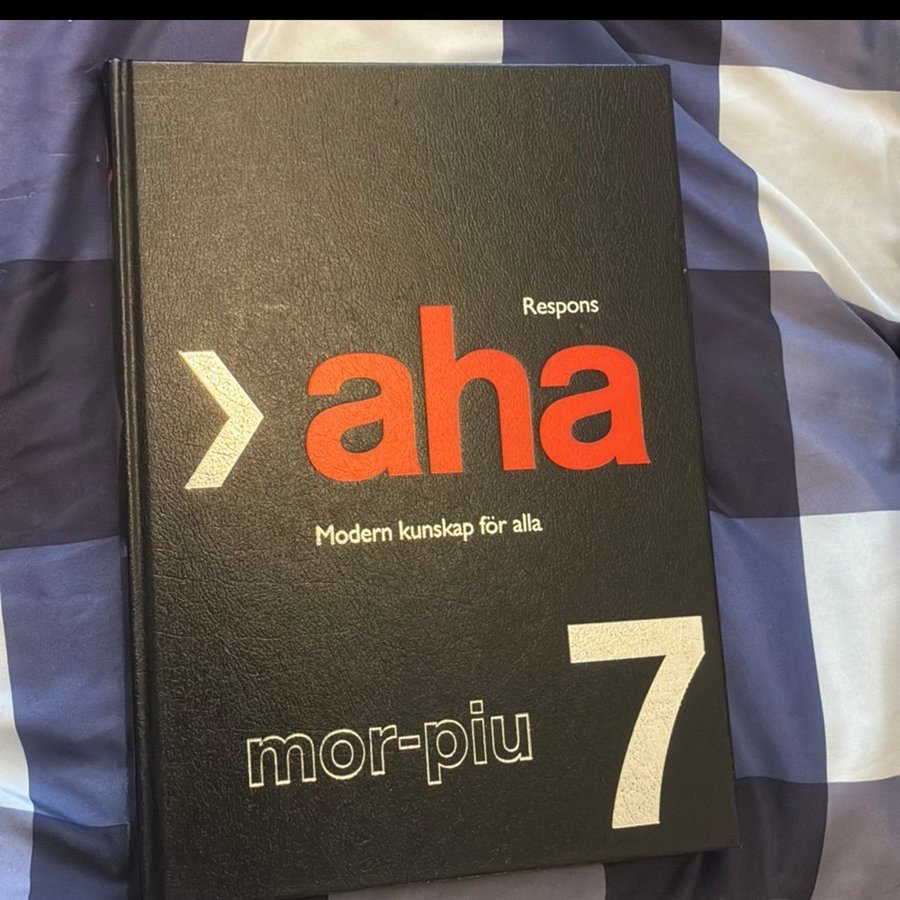 Respons
aha
Modern kunskap för alla
7
mor-piu